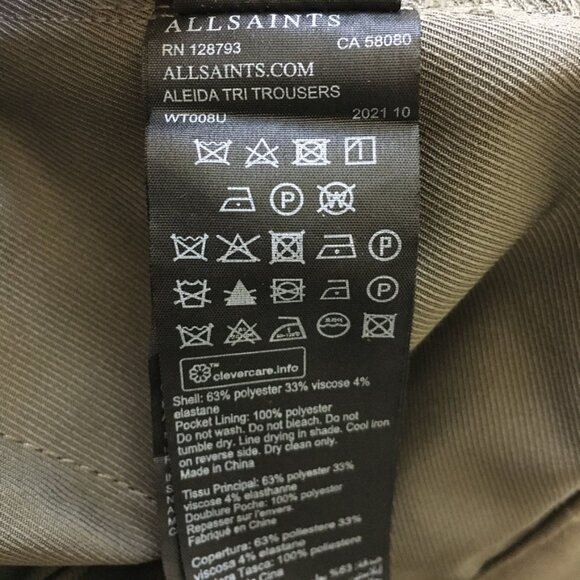 ALLSAINTS
RN 128793 CA 58080
ALLSAINTS.COM
ALEIDA TRI TROUSERS
WT008U 2021 10
P W
P
P
clevercare.info
TM
Shell: 63% polyester 33% viscose 4%
elastane
Pocket Lining: 100% polyester
Do not wash. Do not bleach. Do not
tumble dry. Line drying in shade. Cool iron
on reverse side. Dry clean only.
Made in China
Tissu Principal: 63% polyester 33%
viscose 4% elasthanne
Doublure Poche: 100% polyester
Repasser sur l'envers.
Fabriqué en Chine
Copertura: 63% poliestere 33%
viscosa 4% elastane